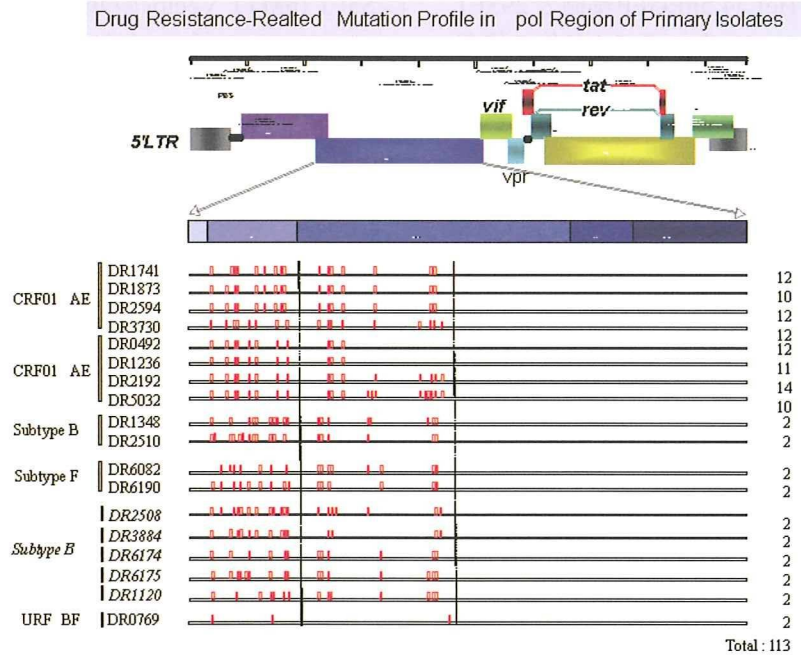 Drug Resistance-Realted Mutation Profile in pol Region of Primary Isolates
tat
vif
rev
5'LTR
vpr
CRF01 AE
DR1741
12
DR1873
10
DR2594
12
DR3730
12
CRF01 AE
DR0492
12
DR1236
11
DR2192
14
DR5032
10
Subtype B
DR1348
2
DR2510
2
Subtype F
DR6082
2
DR6190
2
Subtype B
DR2508
2
DR3884
2
DR6174
2
DR6175
2
DR1120
2
URF BF
DR0769
2
Total : 113